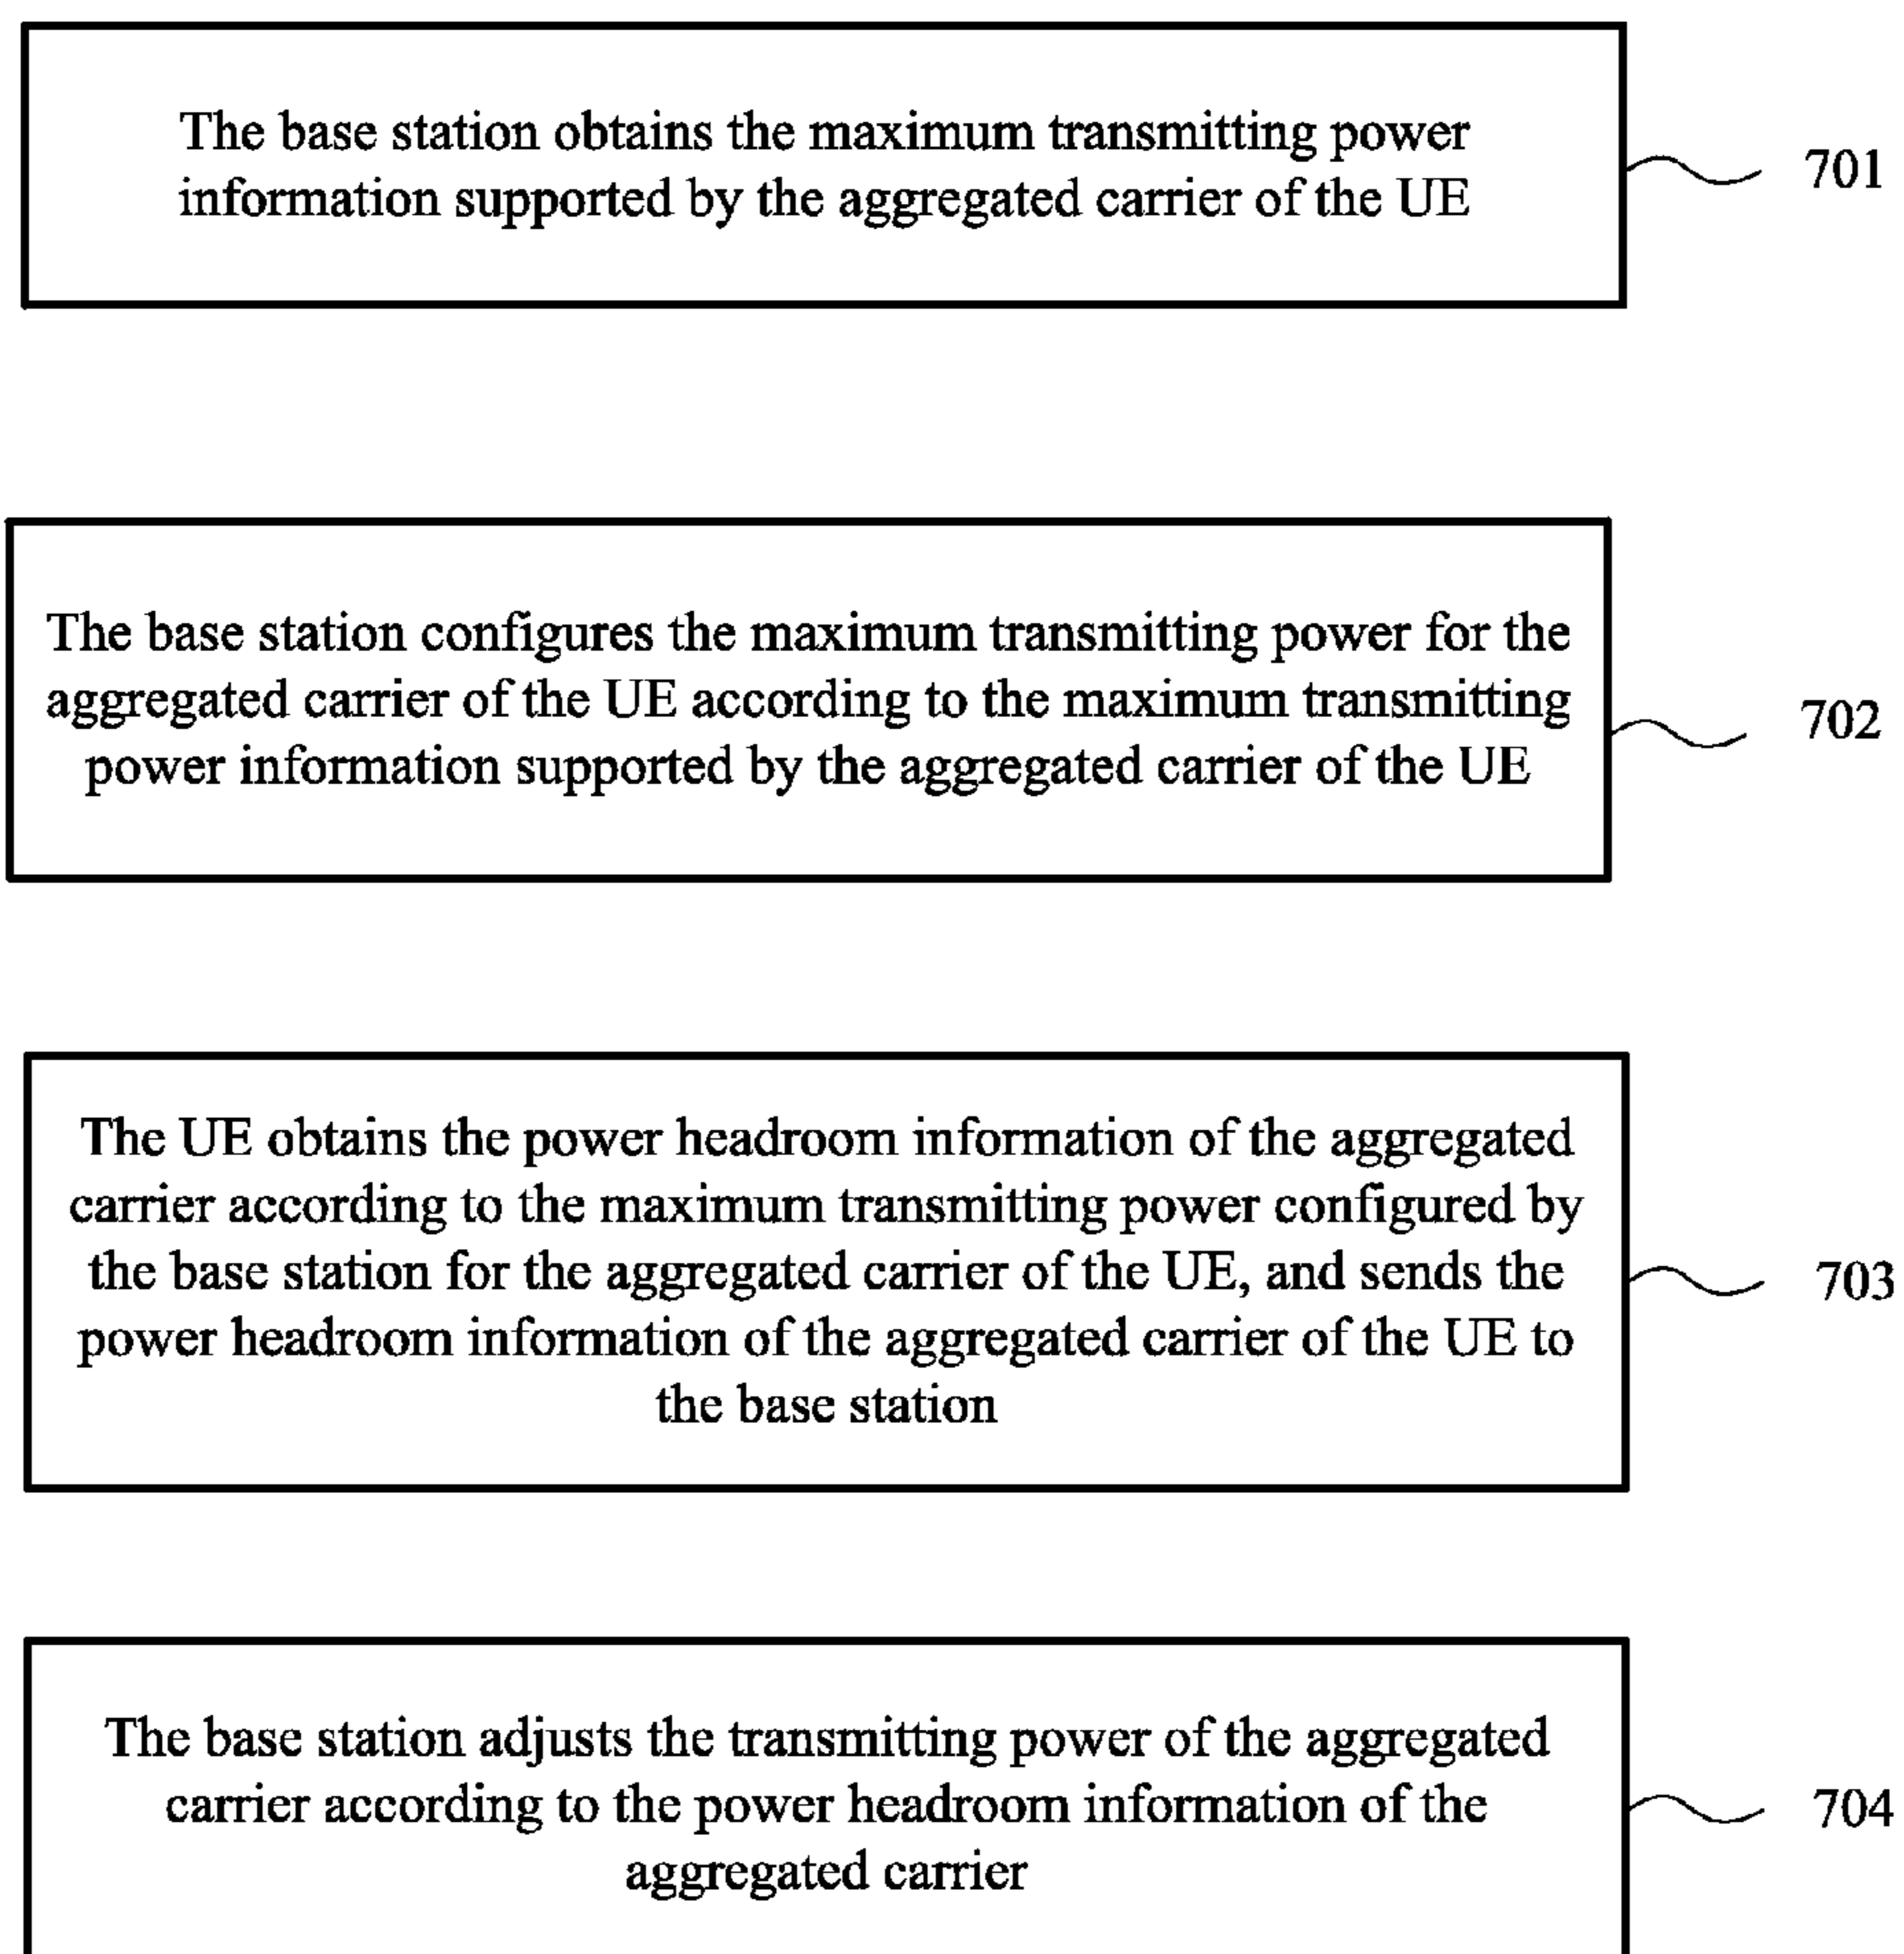 The base station obtains the maximum transmitting power
information supported by the aggregated carrier of the UE
701
The base station configures the maximum transmitting power for the
aggregated carrier of the UE according to the maximum transmitting
power information supported by the aggregated carrier of the UE
702
The UE obtains the power headroom information of the aggregated
carrier according to the maximum transmitting power configured by
the base station for the aggregated carrier of the UE, and sends the
power headroom information of the aggregated carrier of the UE to
the base station
703
The base station adjusts the transmitting power of the aggregated
carrier according to the power headroom information of the
aggregated carrier
704